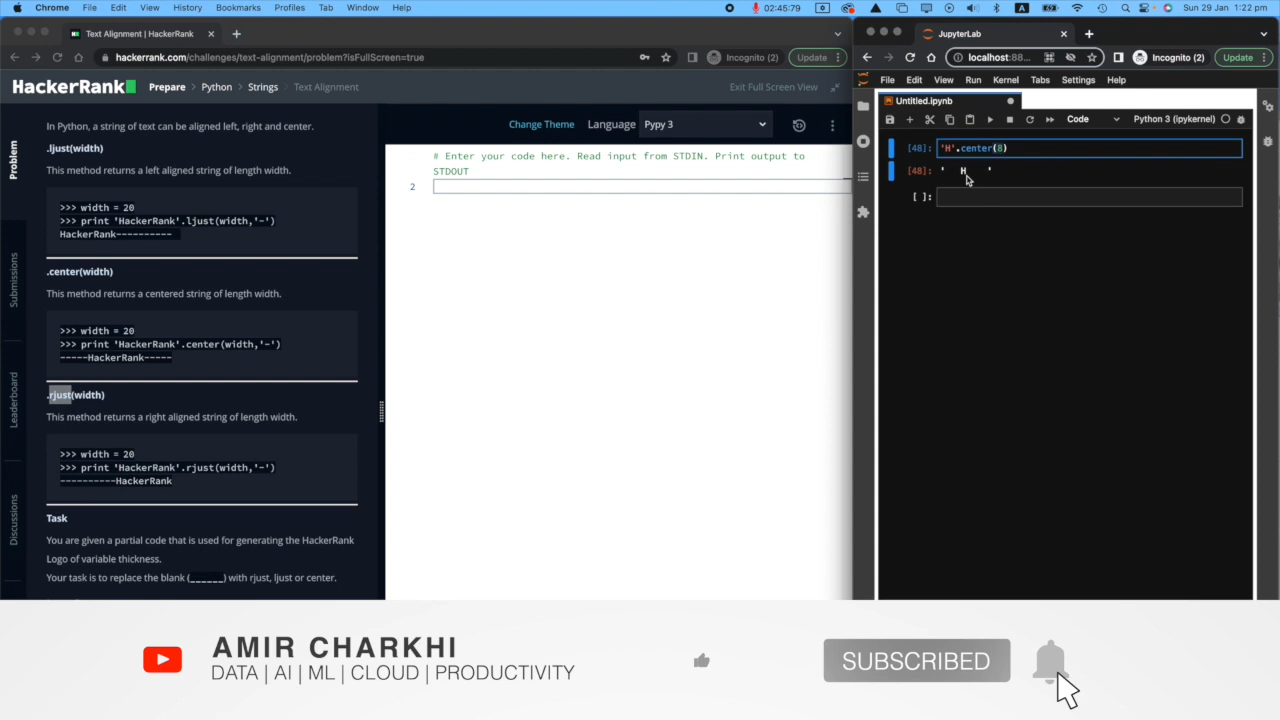 Chrome File Edit View History Bookmarks Profiles Tab Window Help 02:45:79 A Sun 29 Jan 1:22 pm
Text Alignment | HackerRank
hackerrank.com/challenges/text-alignment/problem?isFullScreen=true Incognito (2) Update
HackerRank Prepare > Python > Strings > Text Alignment Exit Full Screen View
Problem
Submissions
Leaderboard
Discussions
In Python, a string of text can be aligned left, right and center.
.ljust(width)
This method returns a left aligned string of length width.
>>> width = 20
>>> print 'HackerRank'.ljust(width,'-')
HackerRank----------
.center(width)
This method returns a centered string of length width.
>>> width = 20
>>> print 'HackerRank'.center(width,'-')
-----HackerRank-----
.rjust(width)
This method returns a right aligned string of length width.
>>> width = 20
>>> print 'HackerRank'.rjust(width,'-')
----------HackerRank
Task
You are given a partial code that is used for generating the HackerRank
Logo of variable thickness.
Your task is to replace the blank (______) with rjust, ljust or center.
Change Theme Language Pypy 3
# Enter your code here. Read input from STDIN. Print output to
STDOUT
2
JupyterLab
localhost:88... Incognito (2) Update
File Edit View Run Kernel Tabs Settings Help
Untitled.ipynb
Code Python 3 (ipykernel)
[48]: 'H'.center(8)
[48]: '   H    '
[ ]:
AMIR CHARKHI
DATA | AI | ML | CLOUD | PRODUCTIVITY
SUBSCRIBED